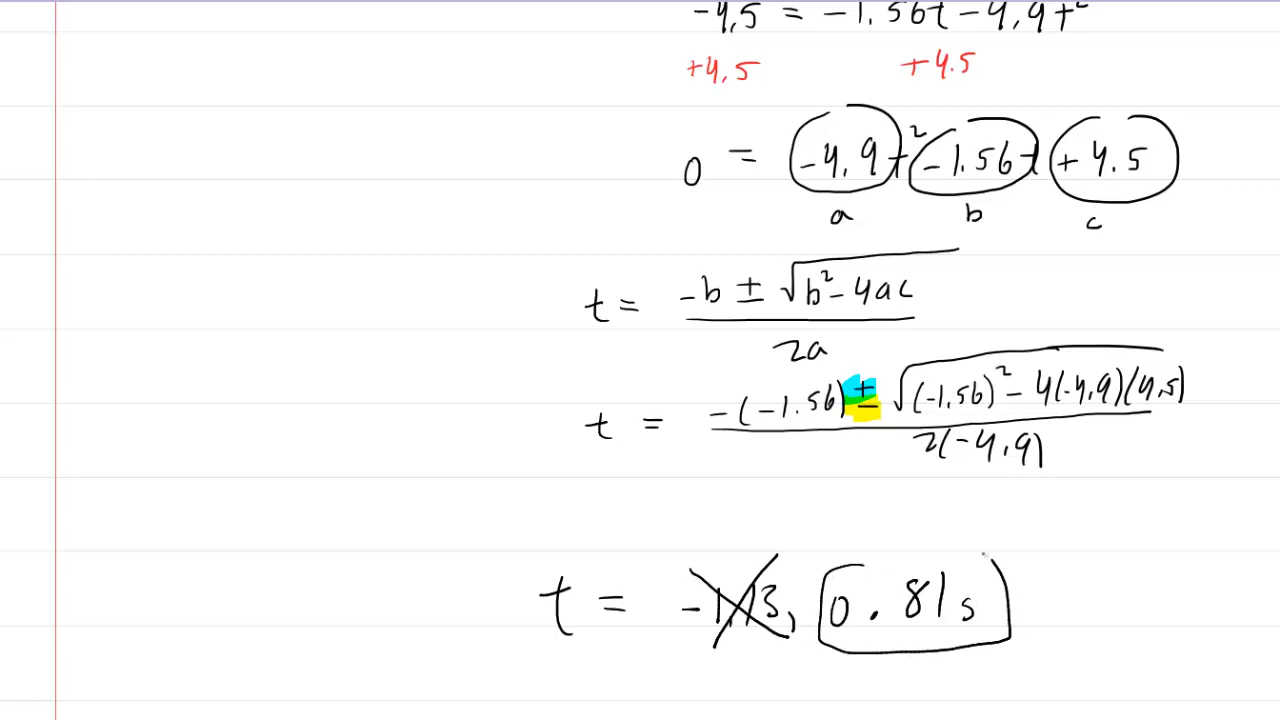 -4.5 = -1.56t - 4.9t²
+4.5 +4.5
0 = -4.9t² -1.56t +4.5
a b c
t = -b ± √b² - 4ac
2a
t = -(-1.56) ± √(-1.56)² - 4(-4.9)(4.5)
2(-4.9)
t = -1.13, 0.81s